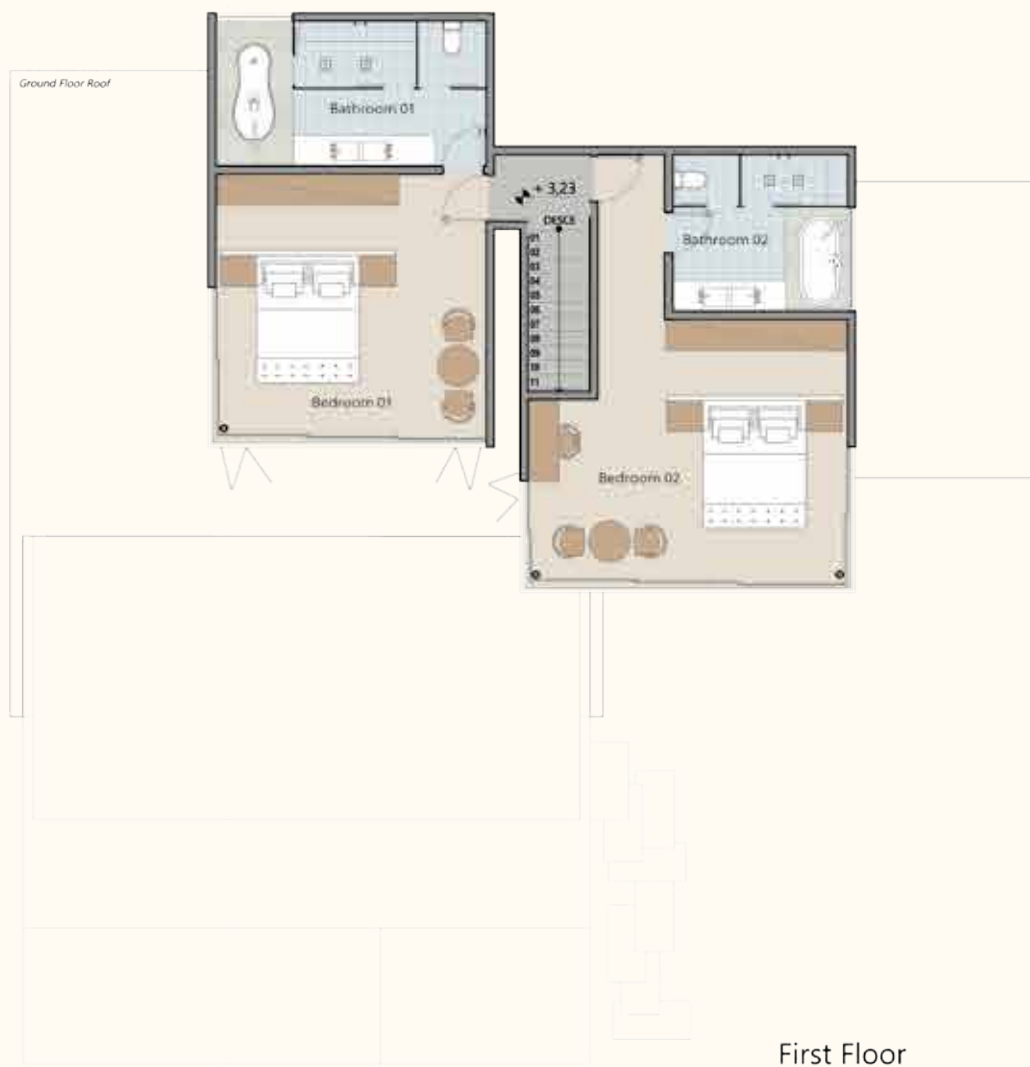 Ground Floor Roof
Bathroom 01
+ 3,23
DESCE
01
02
03
04
05
06
07
08
09
10
11
Bathroom 02
Bedroom 01
Bedroom 02
First Floor